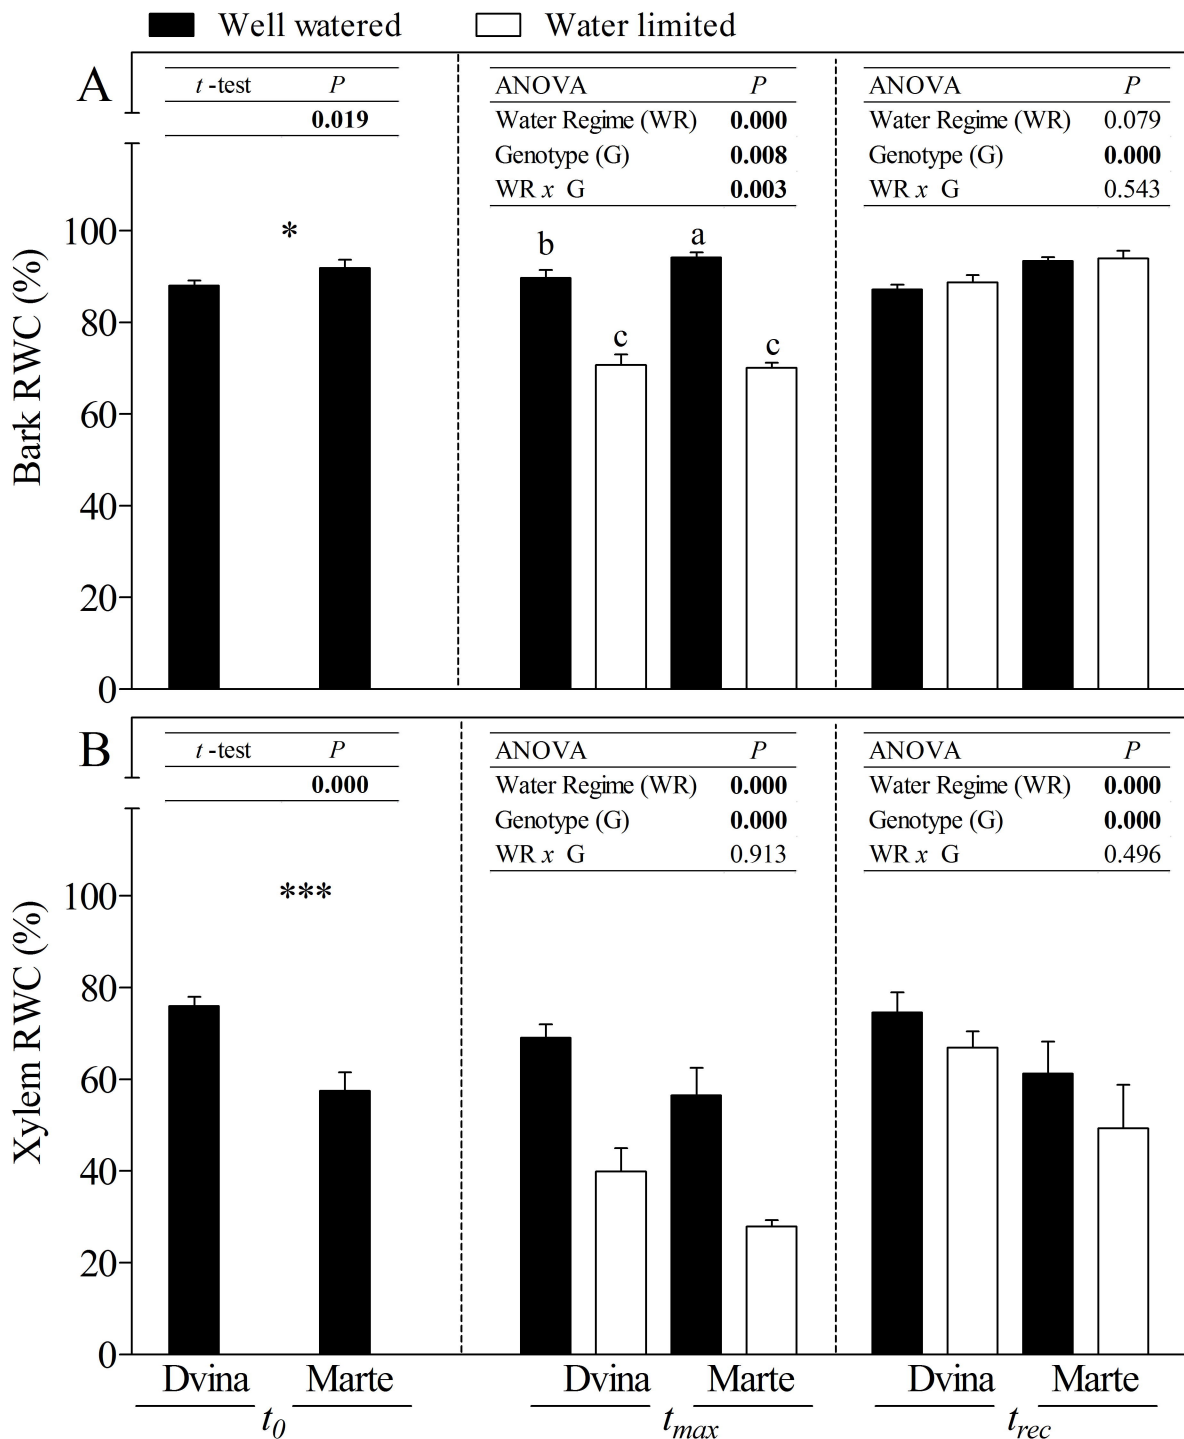 Well watered Water limited
A
t-test P
0.019
ANOVA P
Water Regime (WR) 0.000
Genotype (G) 0.008
WR x G 0.003
ANOVA P
Water Regime (WR) 0.079
Genotype (G) 0.000
WR x G 0.543
Bark RWC (%)
100
80
60
40
20
0
*
b
c
a
c
B
t-test P
0.000
ANOVA P
Water Regime (WR) 0.000
Genotype (G) 0.000
WR x G 0.913
ANOVA P
Water Regime (WR) 0.000
Genotype (G) 0.000
WR x G 0.496
Xylem RWC (%)
100
80
60
40
20
0
***
Dvina Marte Dvina Marte Dvina Marte
t0 tmax trec